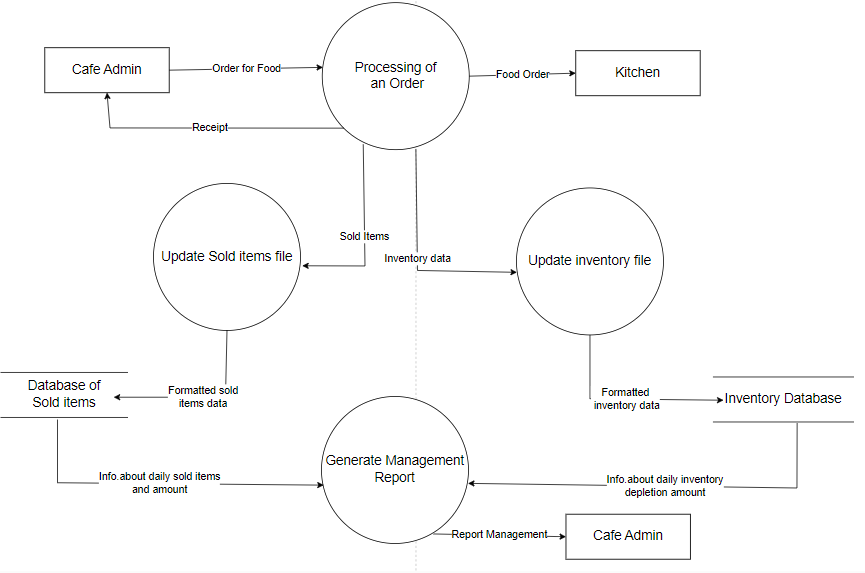 Processing of
an Order
Cafe Admin
Order for Food
Food Order
Kitchen
Receipt
Sold Items
Update Sold items file
Inventory data
Update inventory file
Database of
Sold items
Formatted sold
items data
Formatted
inventory data
Inventory Database
Generate Management
Report
Info.about daily sold items
and amount
Info.about daily inventory
depletion amount
Report Management
Cafe Admin